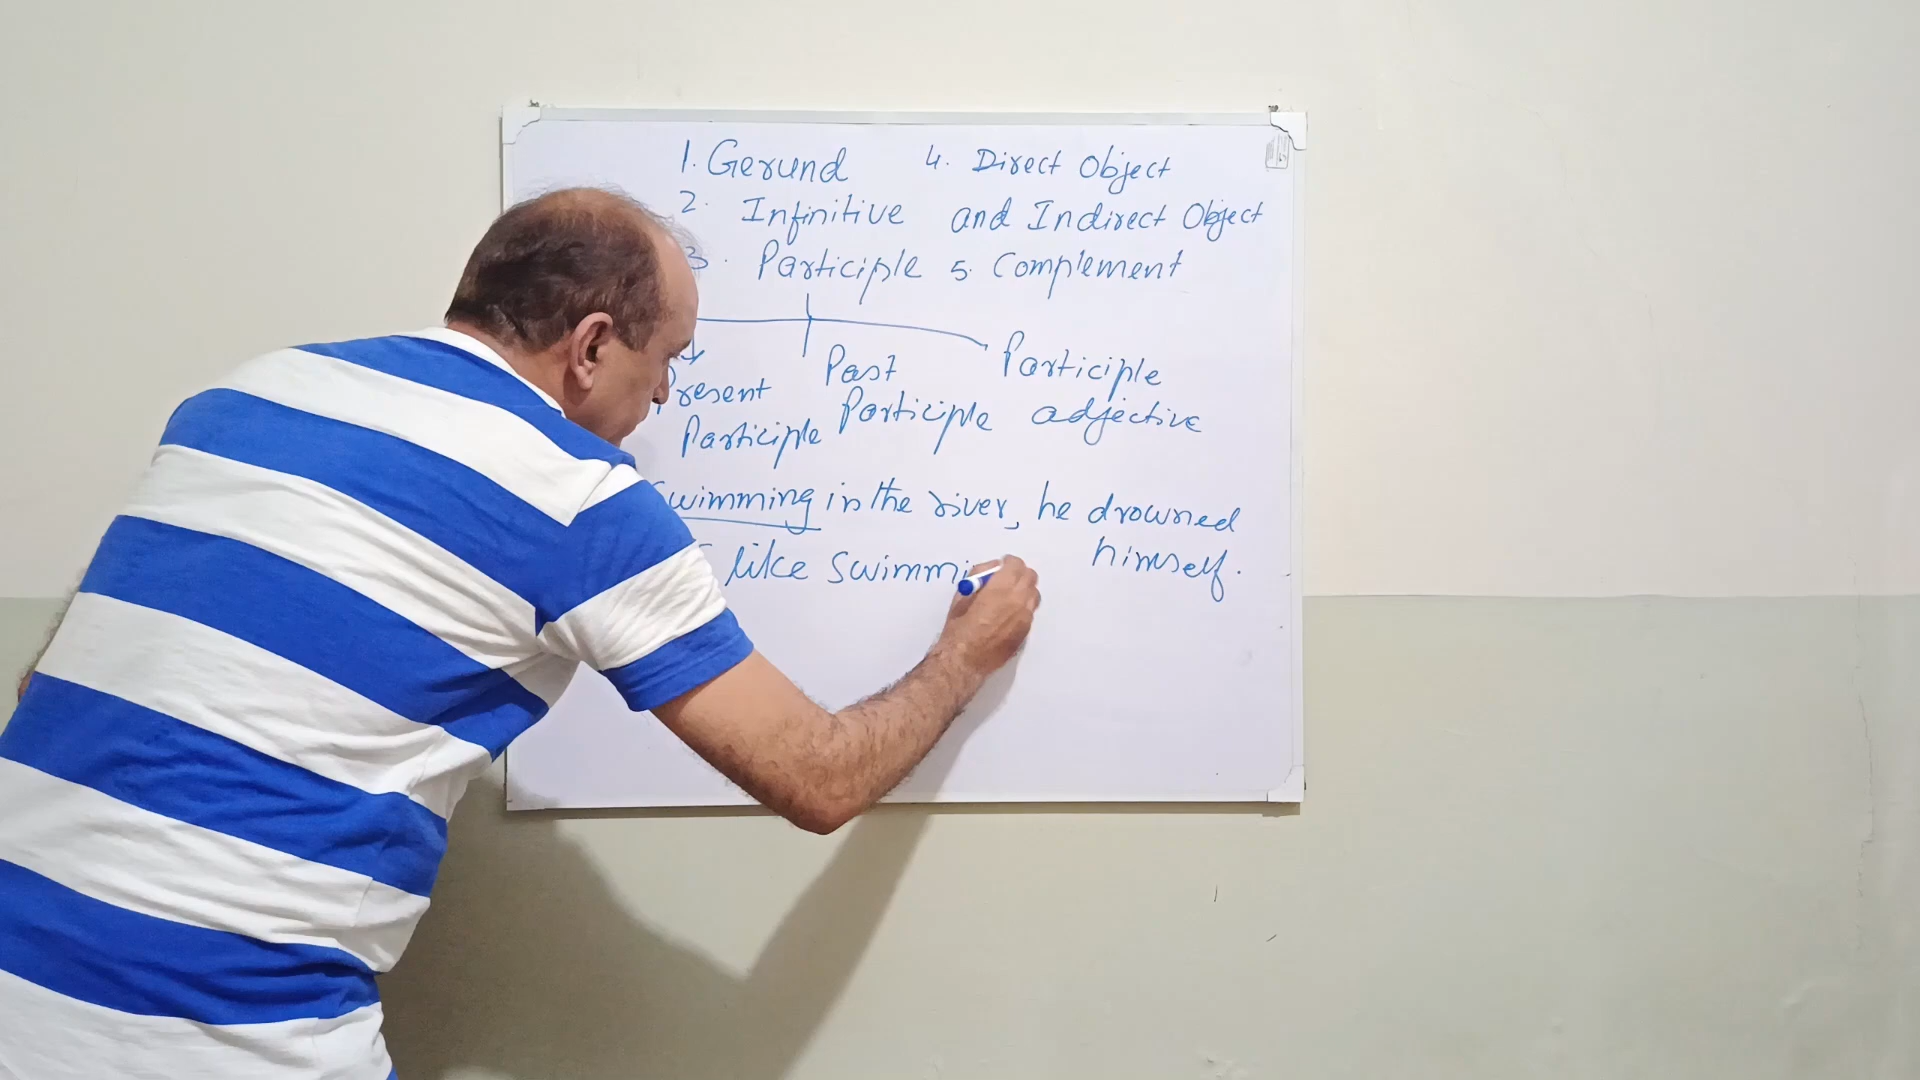 1. Gerund 4. Direct Object
2. Infinitive and Indirect Object
3. Participle 5. Complement
Present Past Participle
Participle Participle adjective
Swimming in the river, he drowned
himself.
I like Swimmi